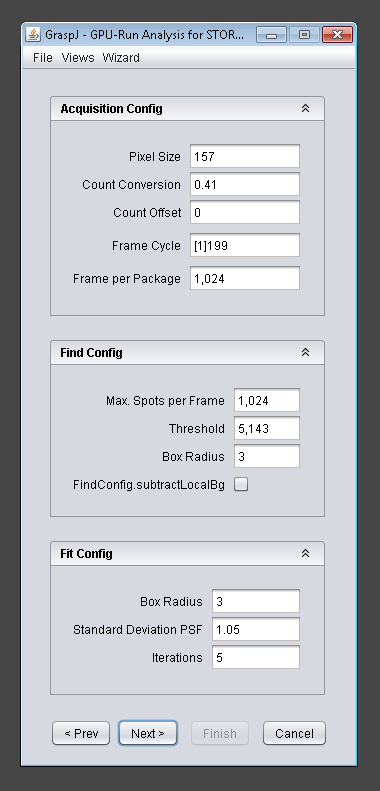 GraspJ - GPU-Run Analysis for STOR...
File Views Wizard
Acquisition Config
Pixel Size 157
Count Conversion 0.41
Count Offset 0
Frame Cycle [1]199
Frame per Package 1,024
Find Config
Max. Spots per Frame 1,024
Threshold 5,143
Box Radius 3
FindConfig.subtractLocalBg
Fit Config
Box Radius 3
Standard Deviation PSF 1.05
Iterations 5
< Prev Next > Finish Cancel